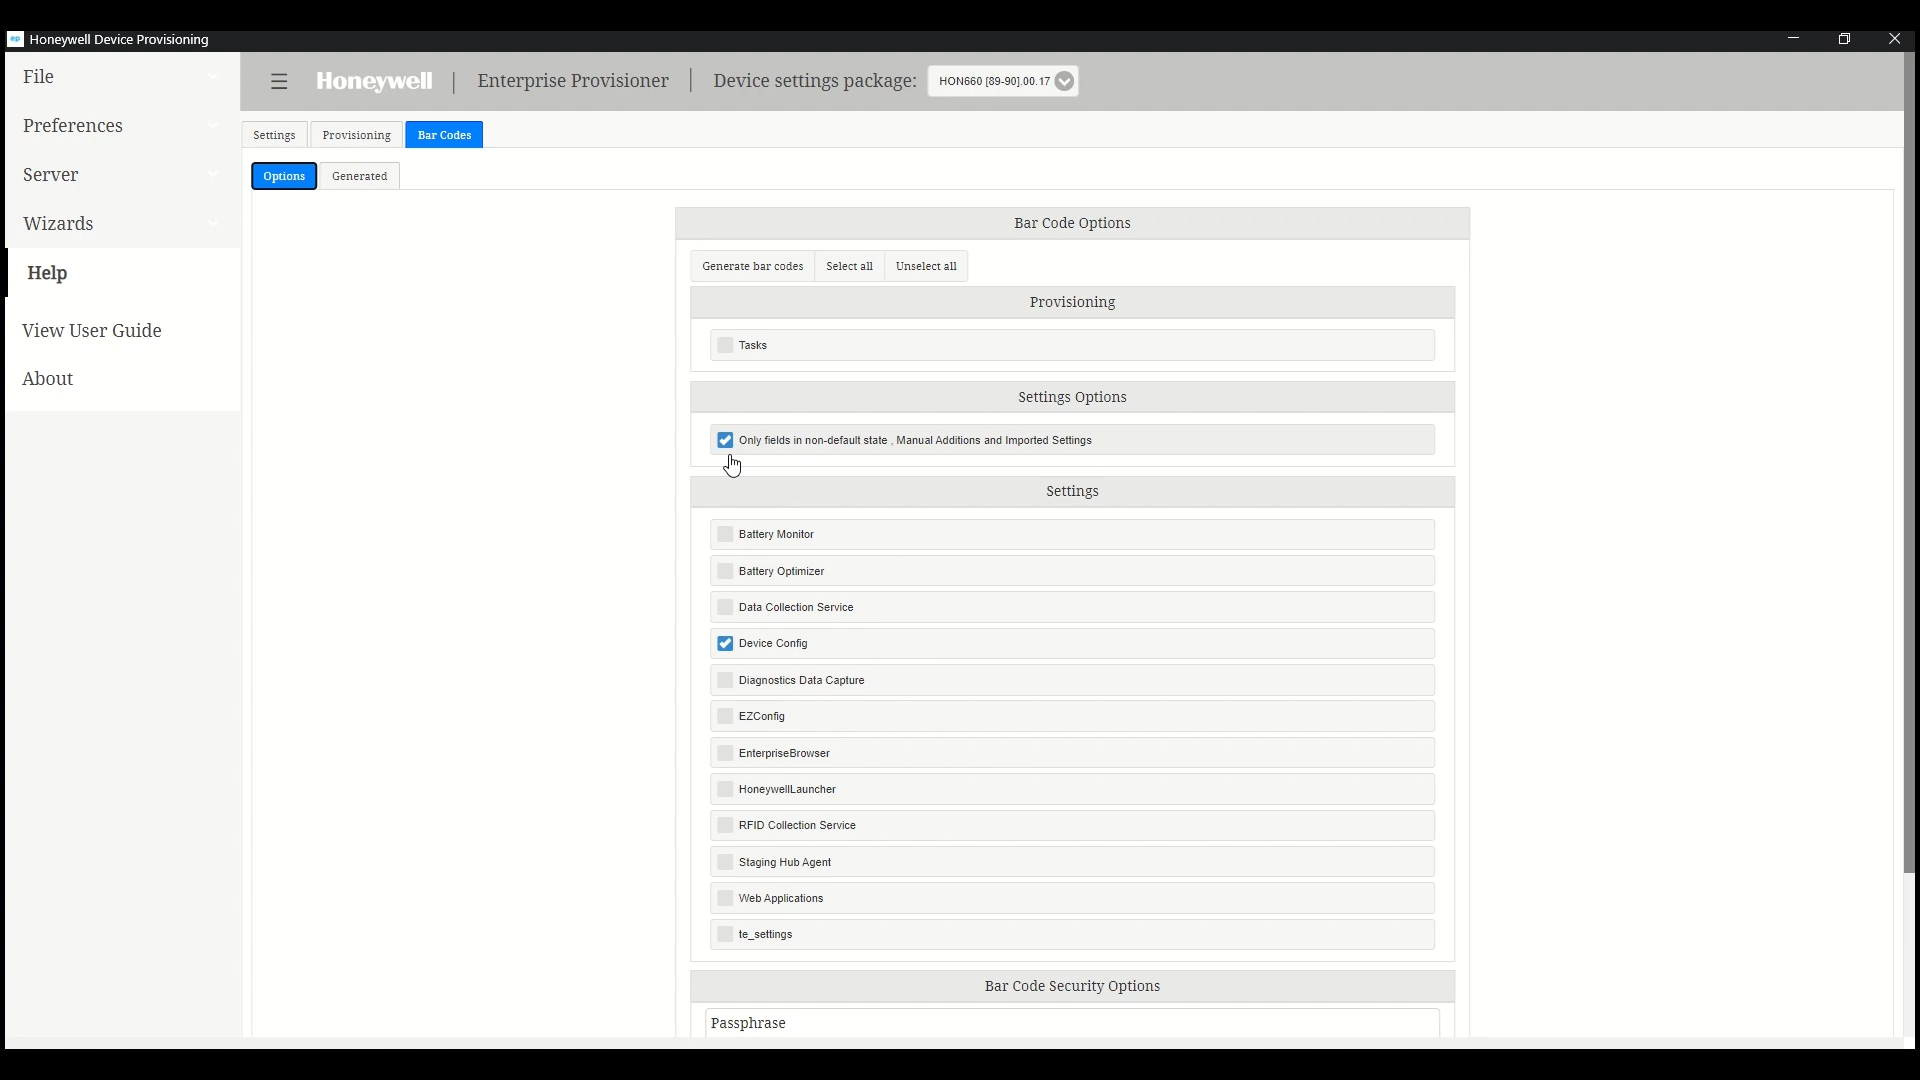 Honeywell Device Provisioning
File
Preferences
Server
Wizards
Help
View User Guide
About
Honeywell | Enterprise Provisioner | Device settings package: HON660 [89-90].00.17
Settings Provisioning Bar Codes
Options Generated
Bar Code Options
Generate bar codes Select all Unselect all
Provisioning
Tasks
Settings Options
Only fields in non-default state , Manual Additions and Imported Settings
Settings
Battery Monitor
Battery Optimizer
Data Collection Service
Device Config
Diagnostics Data Capture
EZConfig
EnterpriseBrowser
HoneywellLauncher
RFID Collection Service
Staging Hub Agent
Web Applications
te_settings
Bar Code Security Options
Passphrase